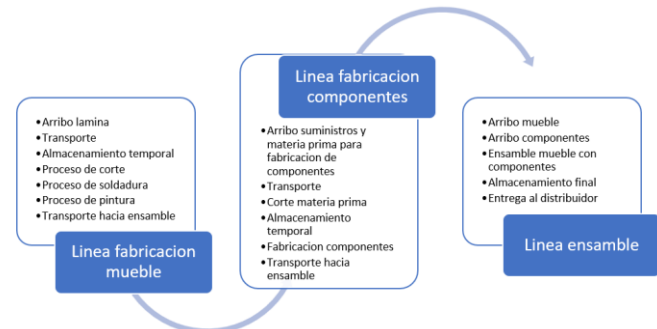 •Arribo lamina
•Transporte
•Almacenamiento temporal
•Proceso de corte
•Proceso de soldadura
•Proceso de pintura
•Transporte hacia ensamble
Linea fabricacion
mueble
Linea fabricacion
componentes
•Arribo suministros y
materia prima para
fabricacion de
componentes
•Transporte
•Corte materia prima
•Almacenamiento
temporal
•Fabricacion componentes
•Transporte hacia
ensamble
•Arribo mueble
•Arribo componentes
•Ensamble mueble con
componentes
•Almacenamiento final
•Entrega al distribuidor
Linea ensamble